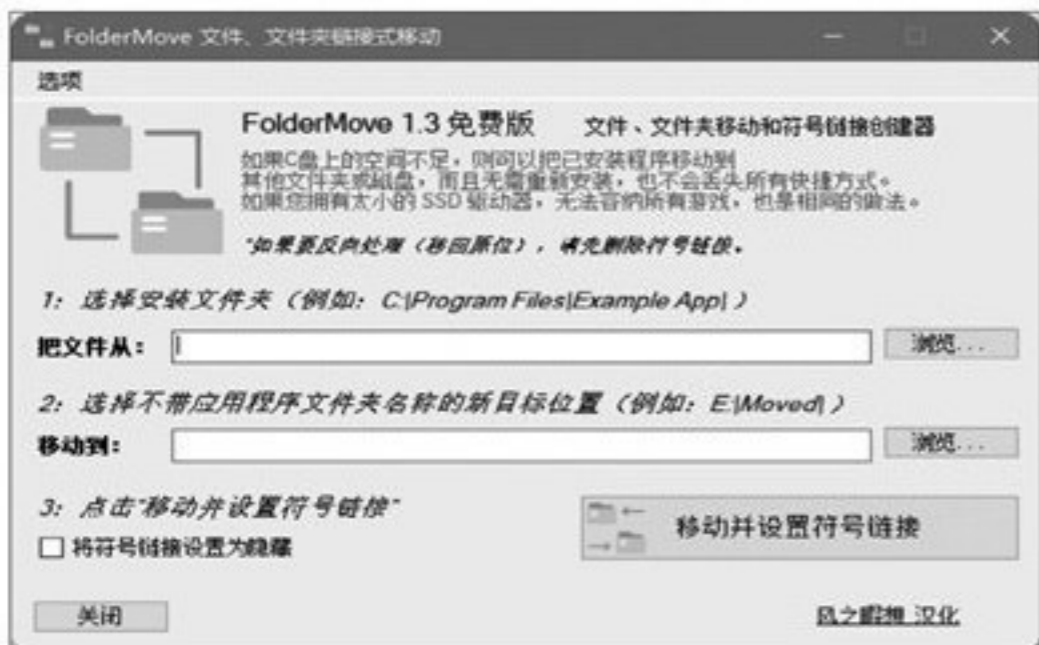 FolderMove 文件、文件夹链接式移动
选项
FolderMove 1.3 免费版 文件、文件夹移动和符号链接创建器
如果C盘上的空间不足，则可以把已安装程序移动到
其他文件夹或磁盘，而且无需重新安装，也不会丢失所有快捷方式。
如果您拥有太小的 SSD 驱动器，无法容纳所有游戏，也是相同的做法。
*如果要反向处理（移回原位），请先删除符号链接。
1：选择安装文件夹（例如：C:\Program Files\Example App\ ）
把文件从： 浏览...
2：选择不带应用程序文件夹名称的新目标位置（例如：E:\Moved\ ）
移动到： 浏览...
3：点击"移动并设置符号链接"
移动并设置符号链接
将符号链接设置为隐藏
关闭 风之暇想 汉化